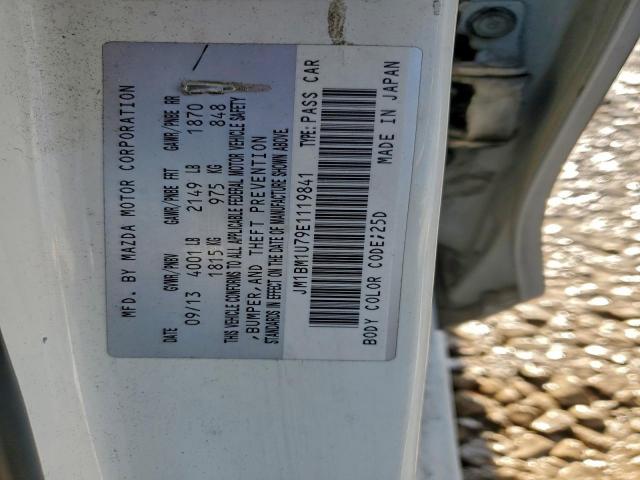 MFD. BY MAZDA MOTOR CORPORATION
DATE GVWR/PNBV GAWR/PNBE FRT GAWR/PNBE RR
09/13 4001 LB 2149 LB 1870
1815 KG 975 KG 848
THIS VEHICLE CONFORMS TO ALL APPLICABLE FEDERAL MOTOR VEHICLE SAFETY
,BUMPER,AND THEFT PREVENTION
STANDARDS IN EFFECT ON THE DATE OF MANUFACTURE SHOWN ABOVE.
JM1BM1U79E1119841 TYPE:PASS CAR
BODY COLOR CODE:25D MADE IN JAPAN